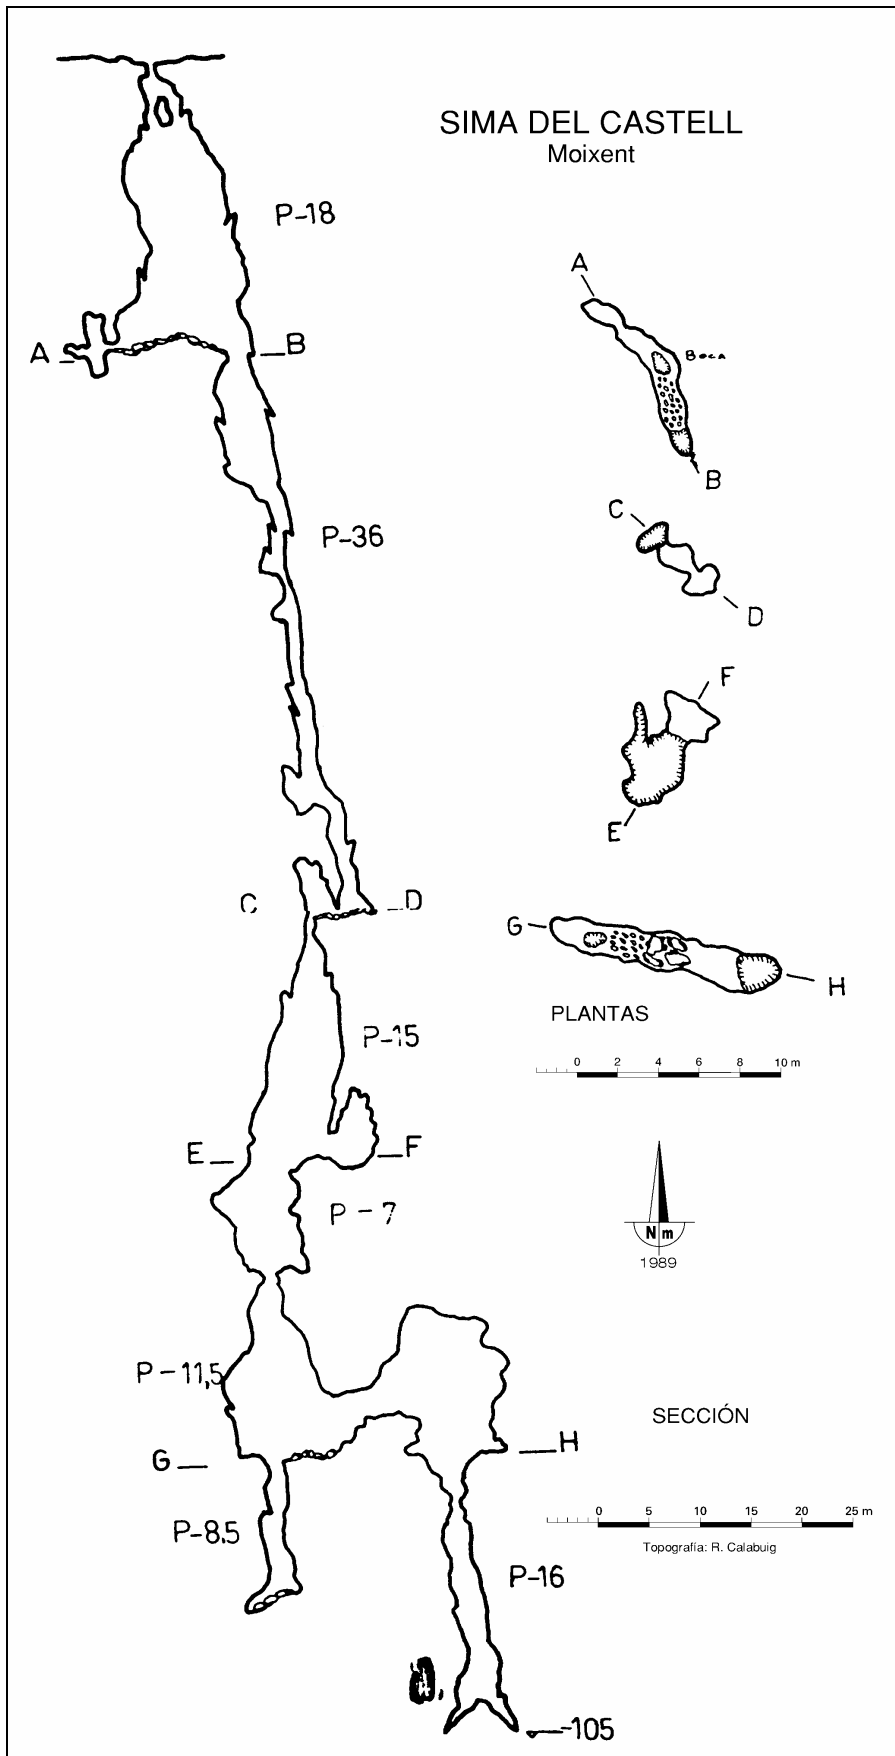 SIMA DEL CASTELL
Moixent
P-18
A
B
P-36
C
D
P-15
E
F
P-7
P-11,5
G
H
P-8.5
P-16
-105
A
BOCA
B
C
D
F
E
G
H
PLANTAS
0 2 4 6 8 10 m
N m
1989
SECCIÓN
0 5 10 15 20 25 m
Topografía: R. Calabuig